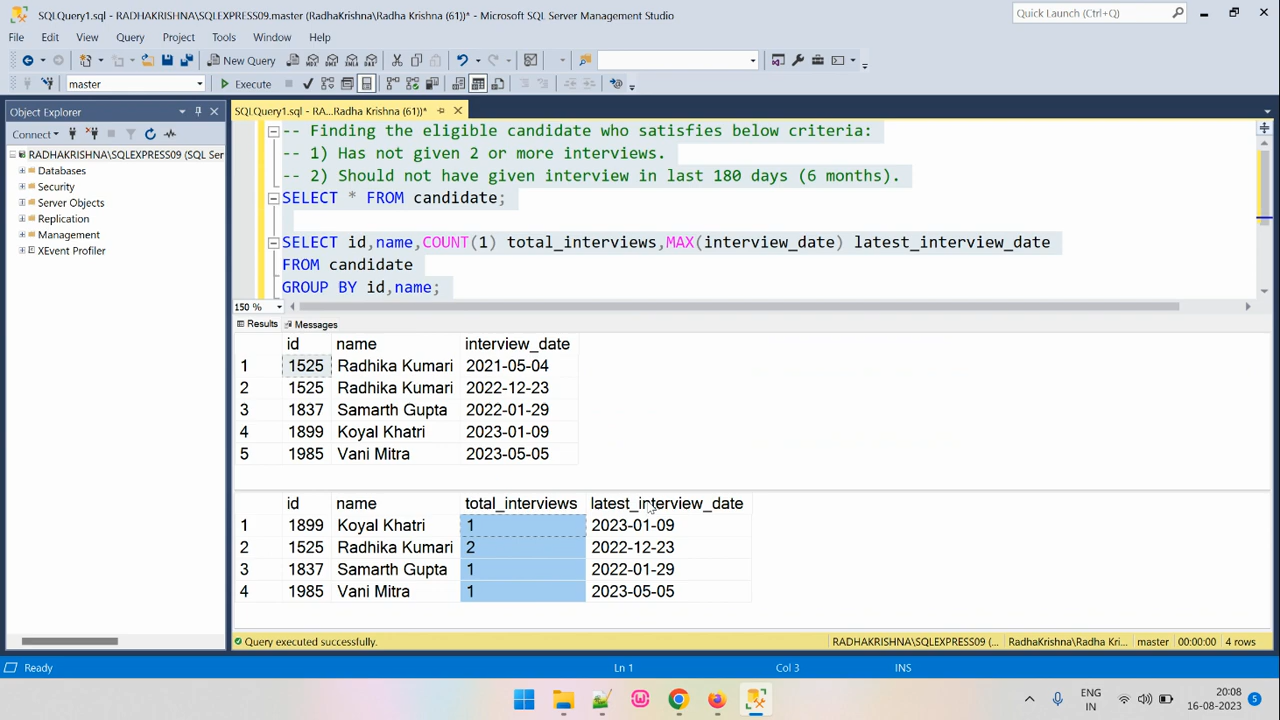 SQLQuery1.sql - RADHAKRISHNA\SQLEXPRESS09.master (RadhaKrishna\Radha Krishna (61))* - Microsoft SQL Server Management Studio
Quick Launch (Ctrl+Q)
File Edit View Query Project Tools Window Help
New Query
master
Execute
Object Explorer
SQLQuery1.sql - RA...Radha Krishna (61))*
Connect
RADHAKRISHNA\SQLEXPRESS09 (SQL Ser
Databases
Security
Server Objects
Replication
Management
XEvent Profiler
-- Finding the eligible candidate who satisfies below criteria:
-- 1) Has not given 2 or more interviews.
-- 2) Should not have given interview in last 180 days (6 months).
SELECT * FROM candidate;
SELECT id,name,COUNT(1) total_interviews,MAX(interview_date) latest_interview_date
FROM candidate
GROUP BY id,name;
150 %
Results Messages
id name interview_date
1 1525 Radhika Kumari 2021-05-04
2 1525 Radhika Kumari 2022-12-23
3 1837 Samarth Gupta 2022-01-29
4 1899 Koyal Khatri 2023-01-09
5 1985 Vani Mitra 2023-05-05
id name total_interviews latest_interview_date
1 1899 Koyal Khatri 1 2023-01-09
2 1525 Radhika Kumari 2 2022-12-23
3 1837 Samarth Gupta 1 2022-01-29
4 1985 Vani Mitra 1 2023-05-05
Query executed successfully. RADHAKRISHNA\SQLEXPRESS09 (... RadhaKrishna\Radha Kri... master 00:00:00 4 rows
Ready Ln 1 Col 3 INS
ENG
IN
20:08
16-08-2023
5